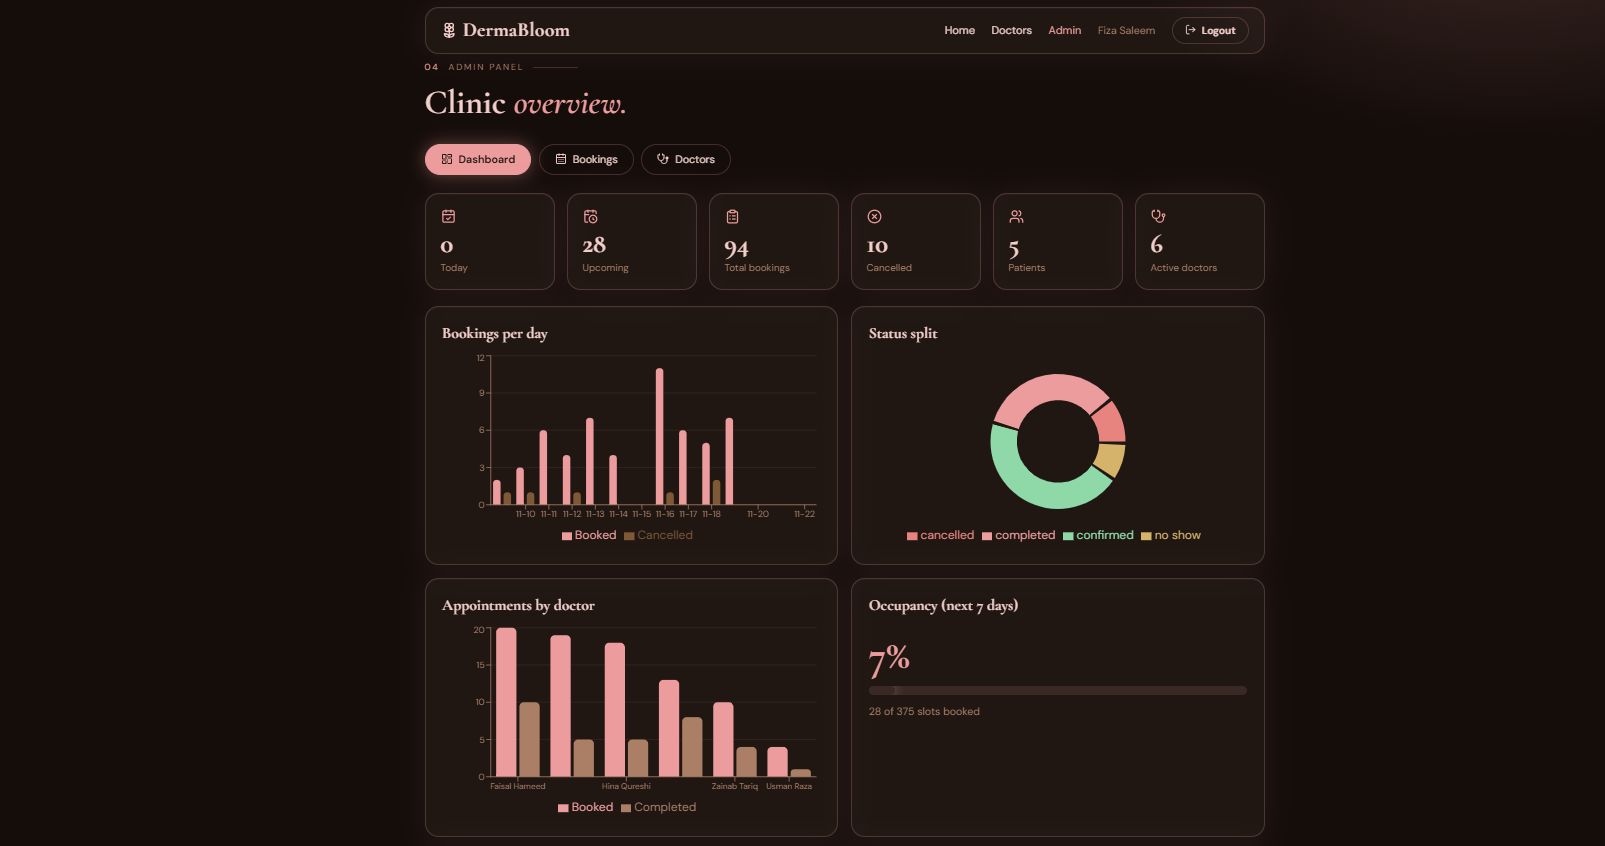 DermaBloom
Home Doctors Admin Fiza Saleem Logout
04 ADMIN PANEL
Clinic overview.
Dashboard Bookings Doctors
0 28 94 10 5 6
Today Upcoming Total bookings Cancelled Patients Active doctors
Bookings per day
12
9
6
3
0
11-10 11-11 11-12 11-13 11-14 11-15 11-16 11-17 11-18 11-20 11-22
Booked Cancelled
Status split
cancelled completed confirmed no show
Appointments by doctor
20
15
10
5
0
Faisal Hameed Hina Qureshi Zainab Tariq Usman Raza
Booked Completed
Occupancy (next 7 days)
7%
28 of 375 slots booked